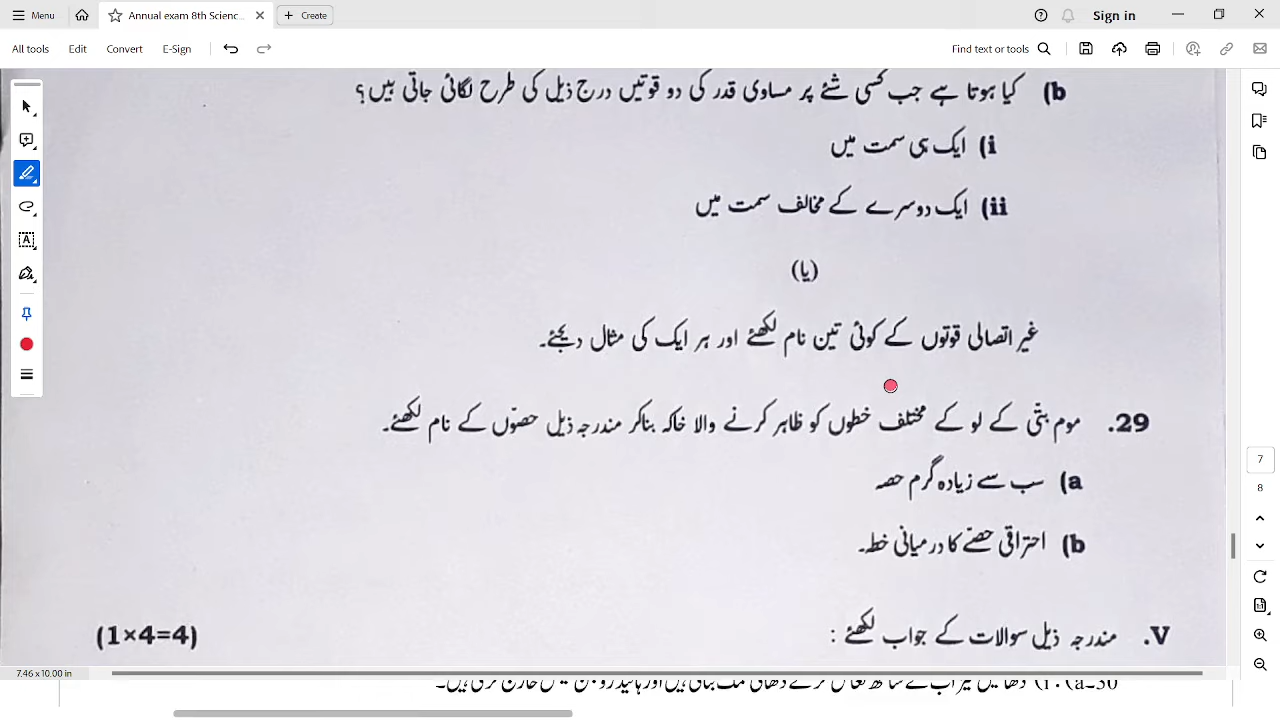 Menu
Annual exam 8th Scienc...
Create
Sign in
All tools
Edit
Convert
E-Sign
Find text or tools
b) کیا ہوتا ہے جب کسی شئے پر مساوی قدر کی دو قوتیں درج ذیل کی طرح لگائی جاتی ہیں؟
i) ایک ہی سمت میں
ii) ایک دوسرے کے مخالف سمت میں
(یا)
غیر اتصالی قوتوں کے کوئی تین نام لکھئے اور ہر ایک کی مثال دیجئے۔
29. موم بتّی کے لو کے مختلف خطوں کو ظاہر کرنے والا خاکہ بناکر مندرجہ ذیل حصّوں کے نام لکھئے۔
a) سب سے زیادہ گرم حصہ
b) احتراقی حصّے کا درمیانی خطہ۔
V. مندرجہ ذیل سوالات کے جواب لکھئے : (1×4=4)
7
8
7.46 x 10.00 in